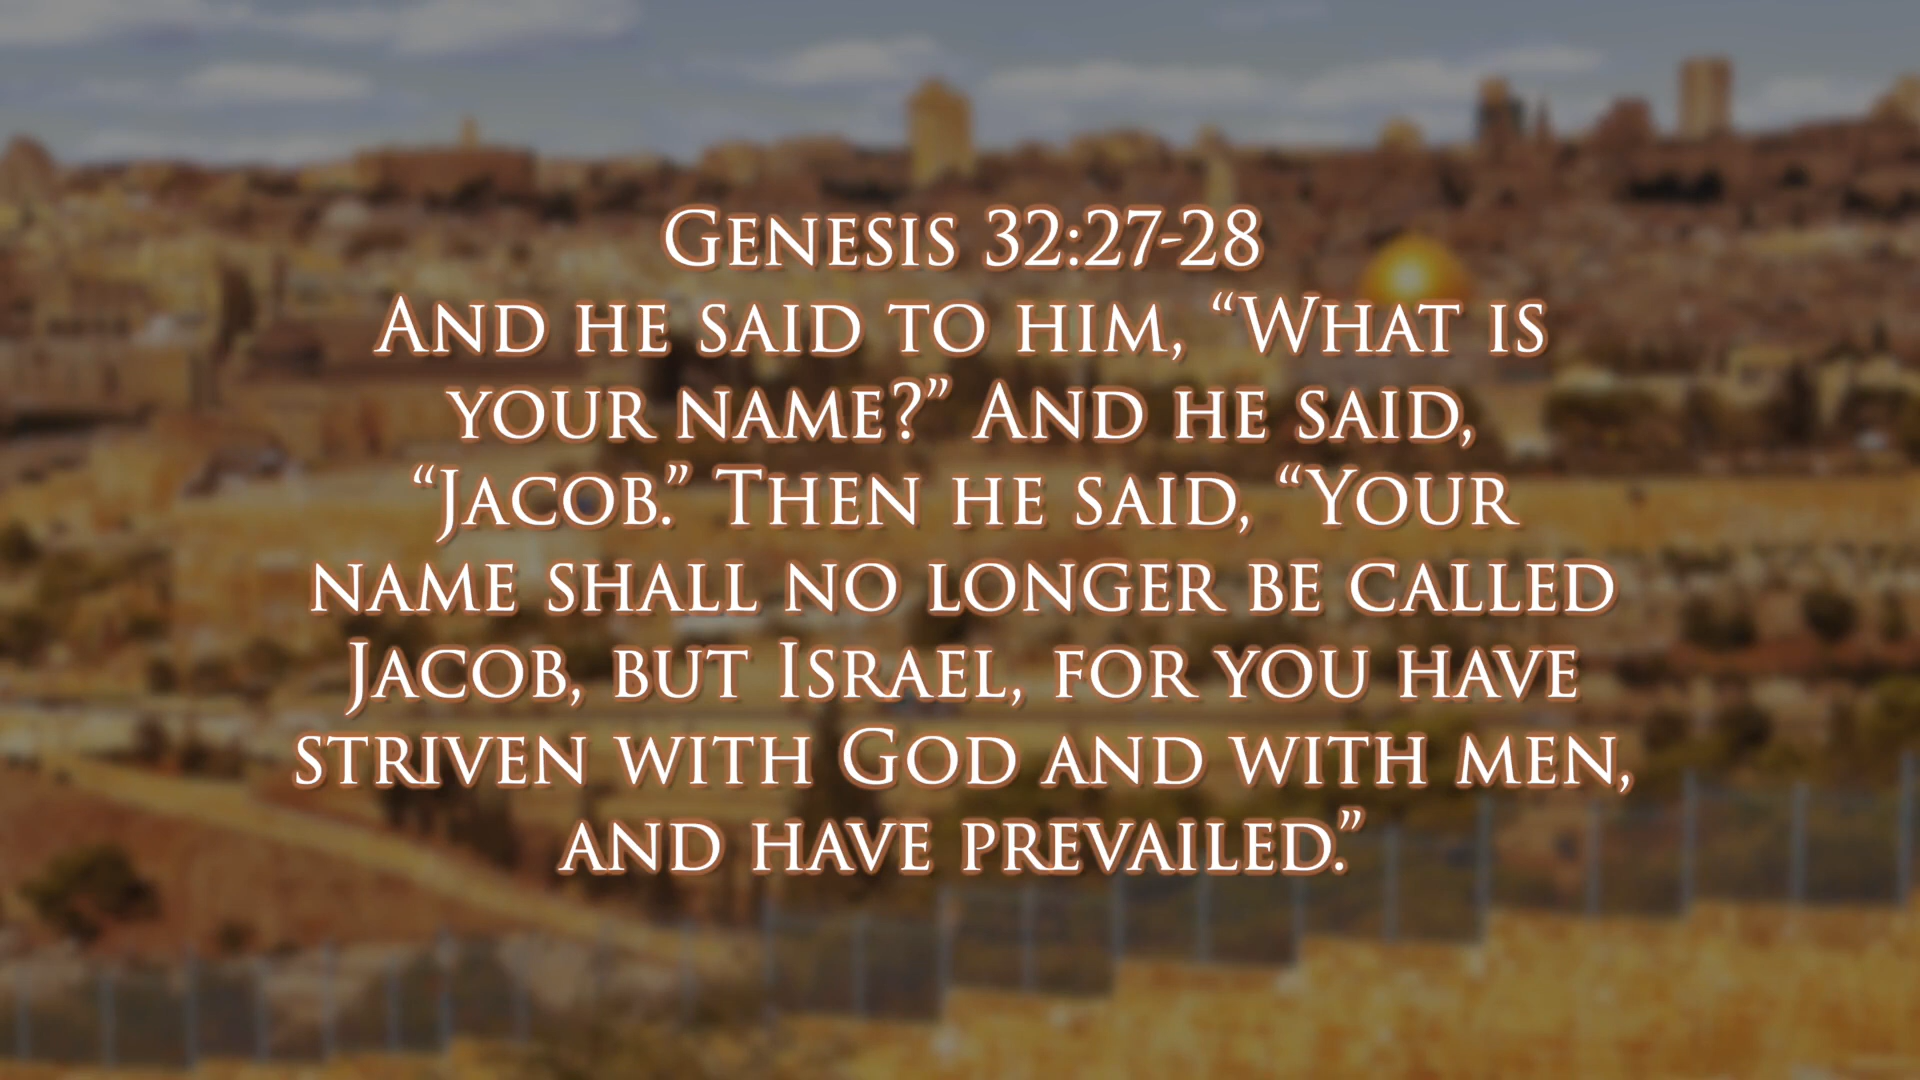 Genesis 32:27-28
And he said to him, “What is
your name?” And he said,
“Jacob.” Then he said, “Your
name shall no longer be called
Jacob, but Israel, for you have
striven with God and with men,
and have prevailed.”